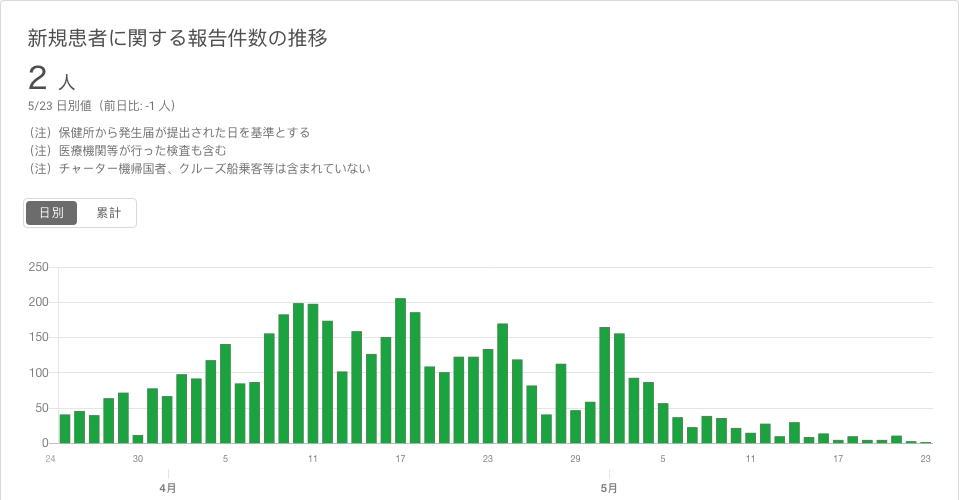 新規患者に関する報告件数の推移
2 人
5/23 日別値（前日比: -1 人）
（注）保健所から発生届が提出された日を基準とする
（注）医療機関等が行った検査も含む
（注）チャーター機帰国者、クルーズ船乗客等は含まれていない
日別 累計
250
200
150
100
50
0
24 30 5 11 17 23 29 5 11 17 23
4月 5月